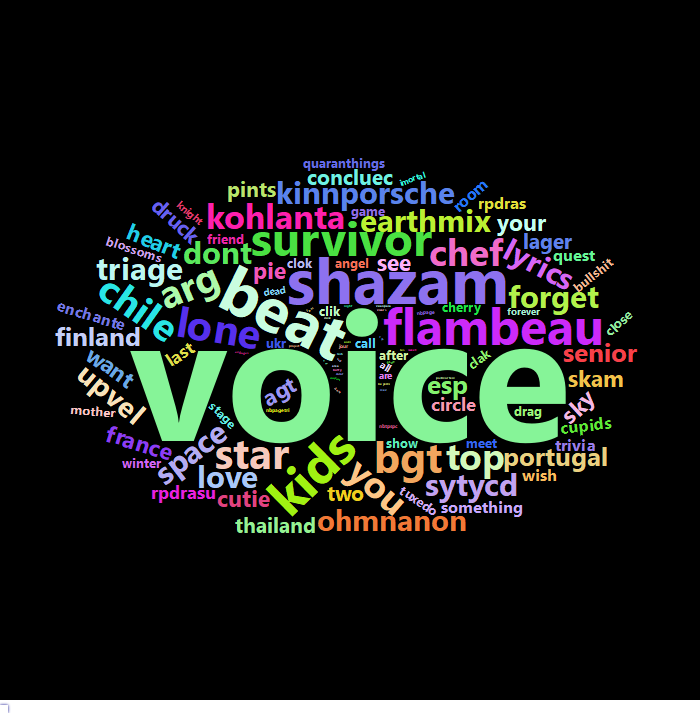 quaranthings
concluec
imortal
pints
kinnporsche
room
rpdras
druck
knight
kohlanta
game
earthmix
your
heart
friend
survivor
lager
blossoms
dont
clok
angel
see
chef
lyrics
quest
triage
arg
pie
shazam
bullshit
chile
beat
dead
clik
cherry
forget
forever
enchante
lone
flambeau
close
finland
ukr
call
last
after
clak
senior
want
voice
all
are
upvel
agt
esp
skam
mother
stage
circle
drag
sky
cupids
france
space
star
kids
you
show
bgt
top
meet
portugal
trivia
winter
love
sytycd
wish
rpdrasu
cutie
two
tuxedo
something
thailand
ohmnanon